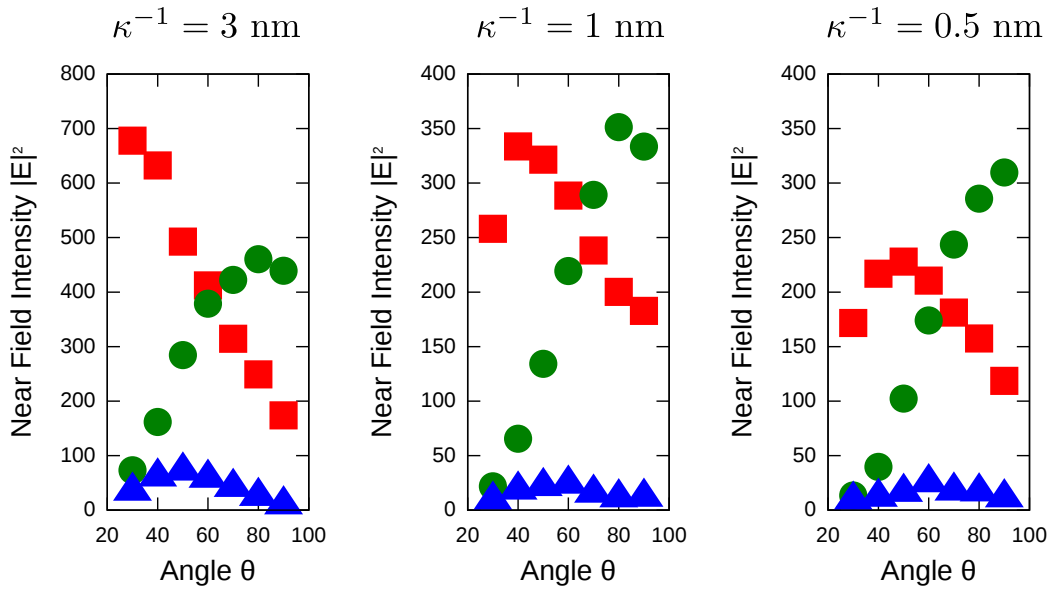 κ⁻¹ = 3 nm
800
700
600
500
400
300
200
100
0
20 40 60 80 100
Near Field Intensity |E|²
Angle θ
κ⁻¹ = 1 nm
400
350
300
250
200
150
100
50
0
20 40 60 80 100
Near Field Intensity |E|²
Angle θ
κ⁻¹ = 0.5 nm
400
350
300
250
200
150
100
50
0
20 40 60 80 100
Near Field Intensity |E|²
Angle θ